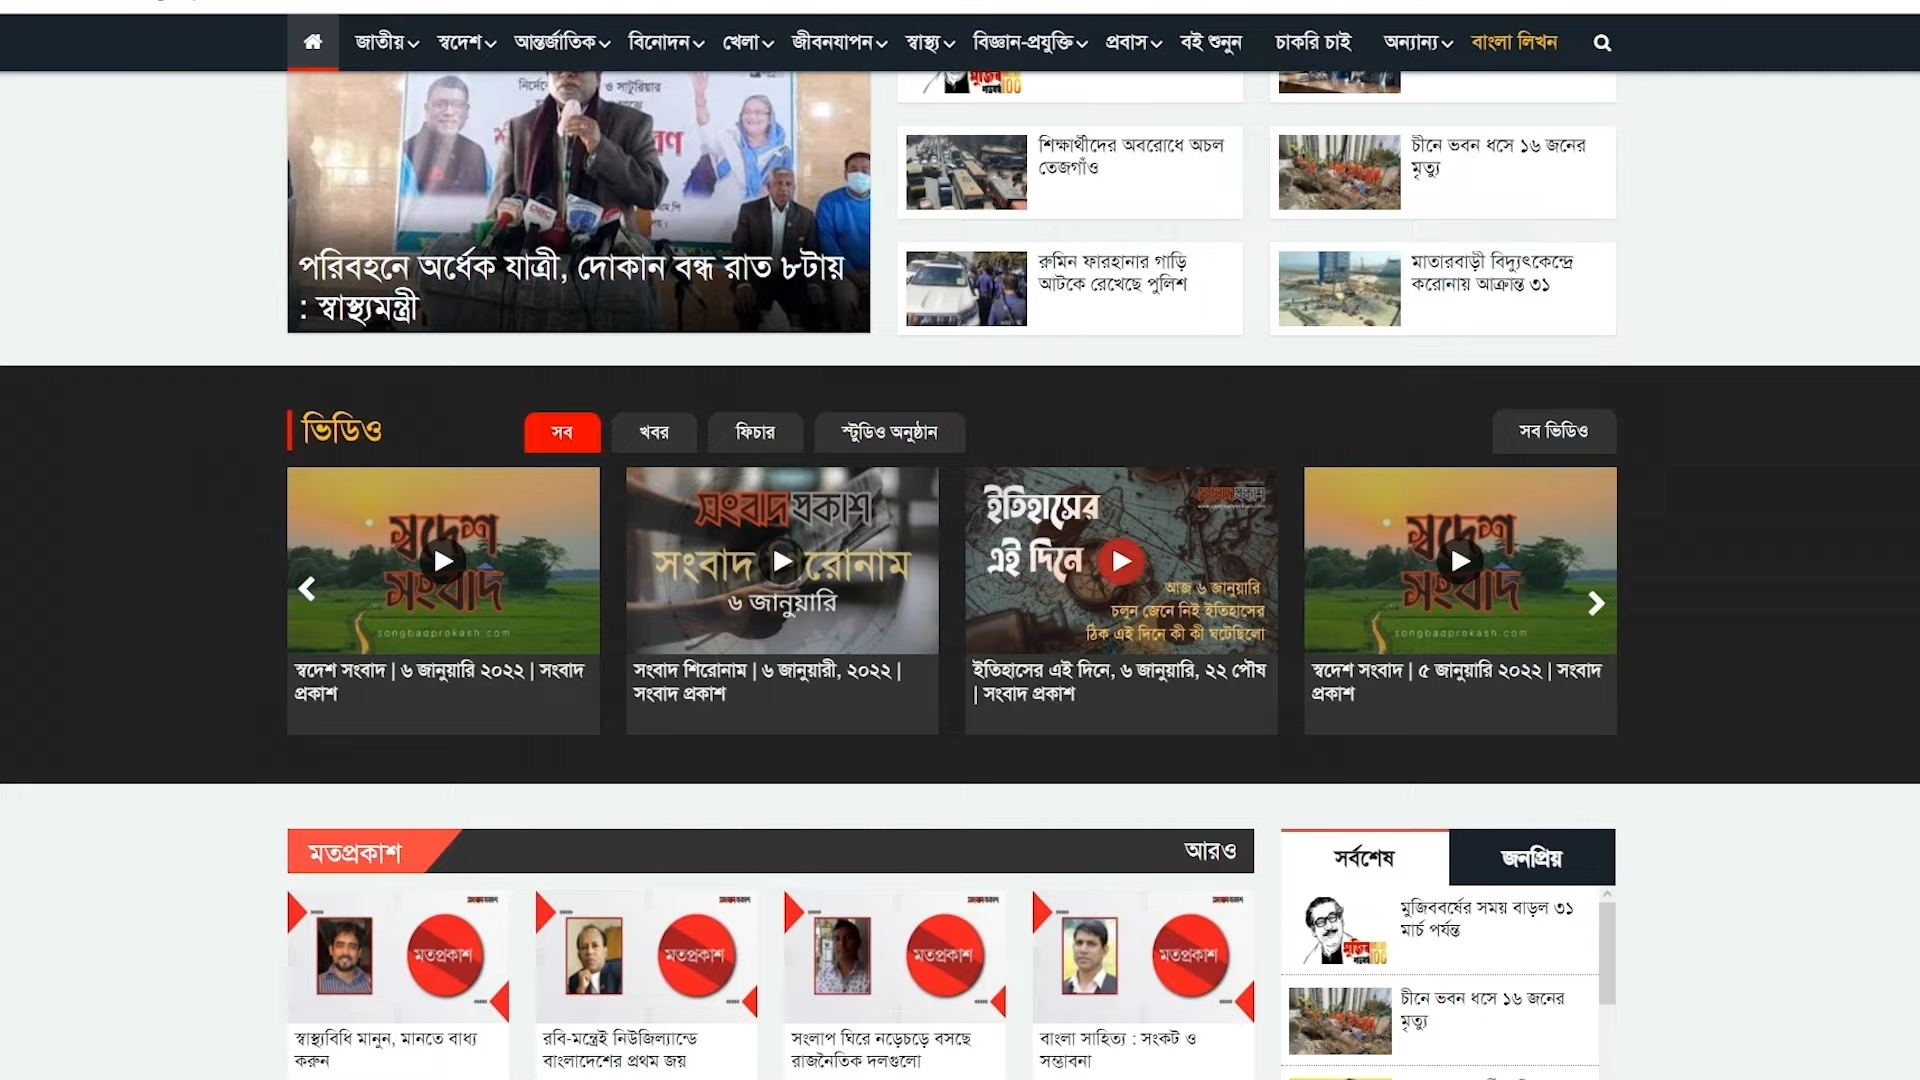 জাতীয় স্বদেশ আন্তর্জাতিক বিনোদন খেলা জীবনযাপন স্বাস্থ্য বিজ্ঞান-প্রযুক্তি প্রবাস বই শুনুন চাকরি চাই অন্যান্য বাংলা লিখন
নির্দেশে ও সাটুরিয়ার
পরিবহনে অর্ধেক যাত্রী, দোকান বন্ধ রাত ৮টায়
: স্বাস্থ্যমন্ত্রী
শিক্ষার্থীদের অবরোধে অচল
তেজগাঁও
চীনে ভবন ধসে ১৬ জনের
মৃত্যু
রুমিন ফারহানার গাড়ি
আটকে রেখেছে পুলিশ
মাতারবাড়ী বিদ্যুৎকেন্দ্রে
করোনায় আক্রান্ত ৩১
ভিডিও
সব খবর ফিচার স্টুডিও অনুষ্ঠান
সব ভিডিও
স্বদেশ
সংবাদ
songbadprokash.com
স্বদেশ সংবাদ | ৬ জানুয়ারি ২০২২ | সংবাদ
প্রকাশ
সংবাদ প্রকাশ
সংবাদ শিরোনাম
৬ জানুয়ারি
সংবাদ শিরোনাম | ৬ জানুয়ারী, ২০২২ |
সংবাদ প্রকাশ
ইতিহাসের
এই দিনে
আজ ৬ জানুয়ারি
চলুন জেনে নিই ইতিহাসের
ঠিক এই দিনে কী কী ঘটেছিলো
ইতিহাসের এই দিনে, ৬ জানুয়ারি, ২২ পৌষ
| সংবাদ প্রকাশ
স্বদেশ
সংবাদ
songbadprokash.com
স্বদেশ সংবাদ | ৫ জানুয়ারি ২০২২ | সংবাদ
প্রকাশ
মতপ্রকাশ
আরও
মতপ্রকাশ
স্বাস্থ্যবিধি মানুন, মানতে বাধ্য
করুন
মতপ্রকাশ
রবি-মন্ত্রেই নিউজিল্যান্ডে
বাংলাদেশের প্রথম জয়
মতপ্রকাশ
সংলাপ ঘিরে নড়েচড়ে বসছে
রাজনৈতিক দলগুলো
মতপ্রকাশ
বাংলা সাহিত্য : সংকট ও
সম্ভাবনা
সর্বশেষ
জনপ্রিয়
মুজিববর্ষের সময় বাড়ল ৩১
মার্চ পর্যন্ত
চীনে ভবন ধসে ১৬ জনের
মৃত্যু